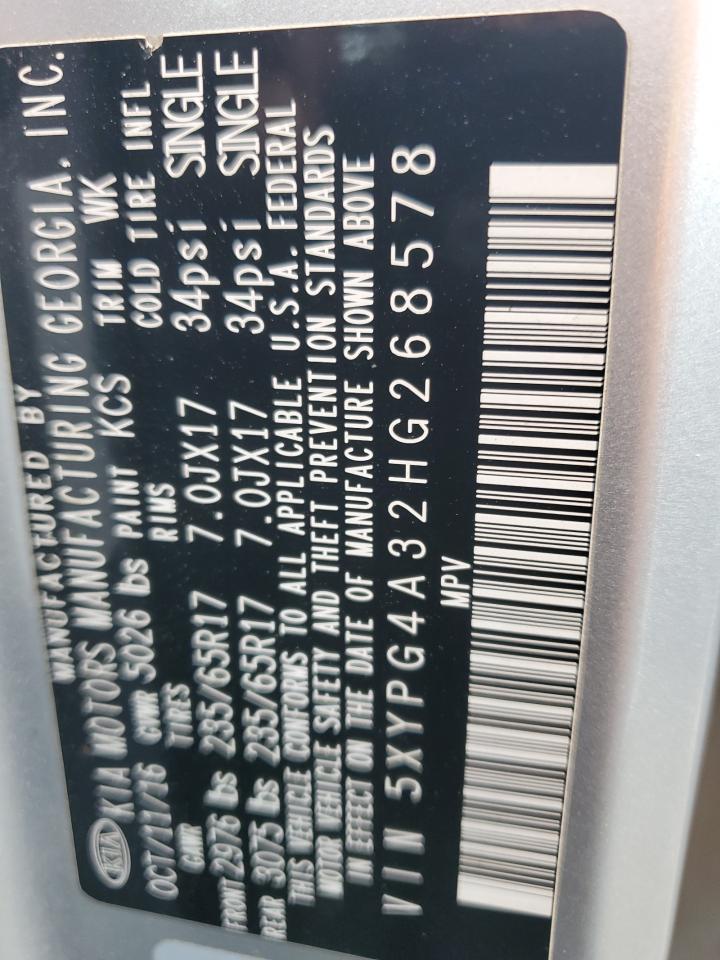 KIA
MANUFACTURED BY
KIA MOTORS MANUFACTURING GEORGIA, INC.
OCT/11/16 GVWR 5026 lbs PAINT KCS TRIM WK
GAWR TIRES RIMS COLD TIRE INFL
FRONT 2976 lbs 235/65R17 7.0JX17 34psi SINGLE
REAR 3075 lbs 235/65R17 7.0JX17 34psi SINGLE
THIS VEHICLE CONFORMS TO ALL APPLICABLE U.S.A. FEDERAL
MOTOR VEHICLE SAFETY AND THEFT PREVENTION STANDARDS
IN EFFECT ON THE DATE OF MANUFACTURE SHOWN ABOVE
VIN 5XYPG4A32HG268578
MPV